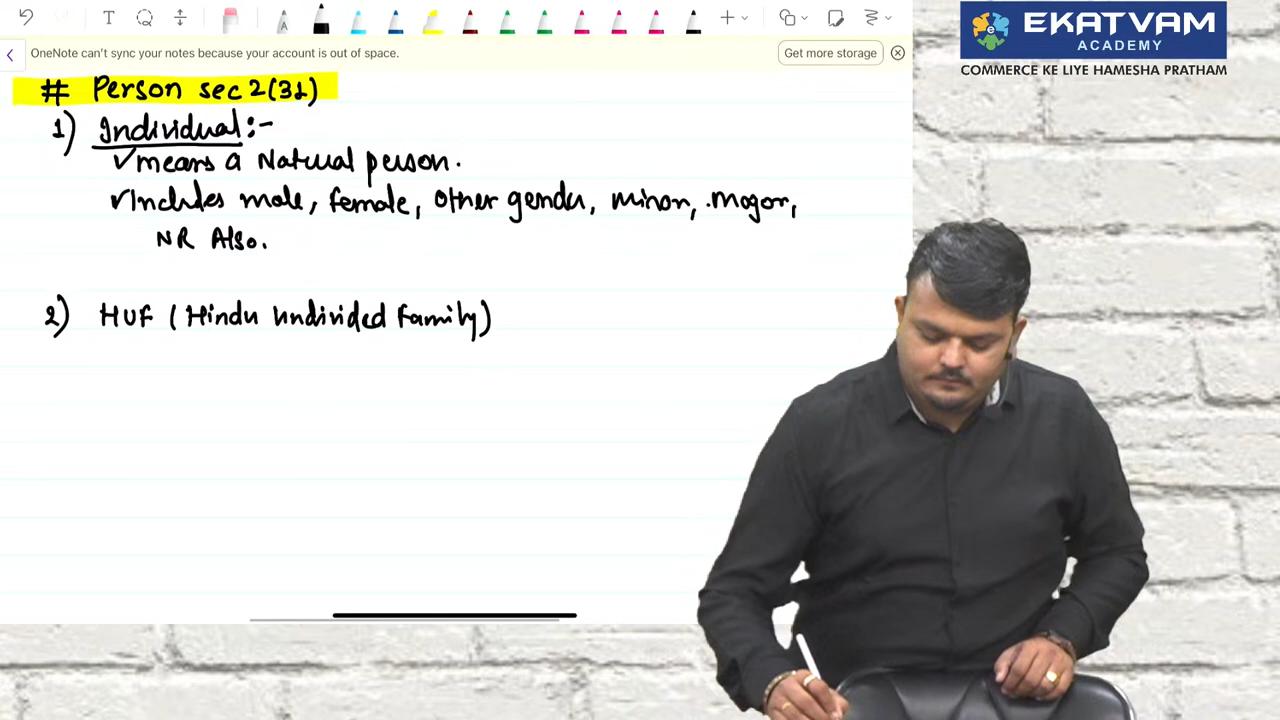 OneNote can't sync your notes because your account is out of space.
Get more storage
EKATVAM
ACADEMY
COMMERCE KE LIYE HAMESHA PRATHAM
# Person sec 2(31)
1) Individual:-
✓means a Natural person.
✓Includes male, female, other gender, minor, .Mogor,
NR Also.
2) HUF (Hindu undivided Family)